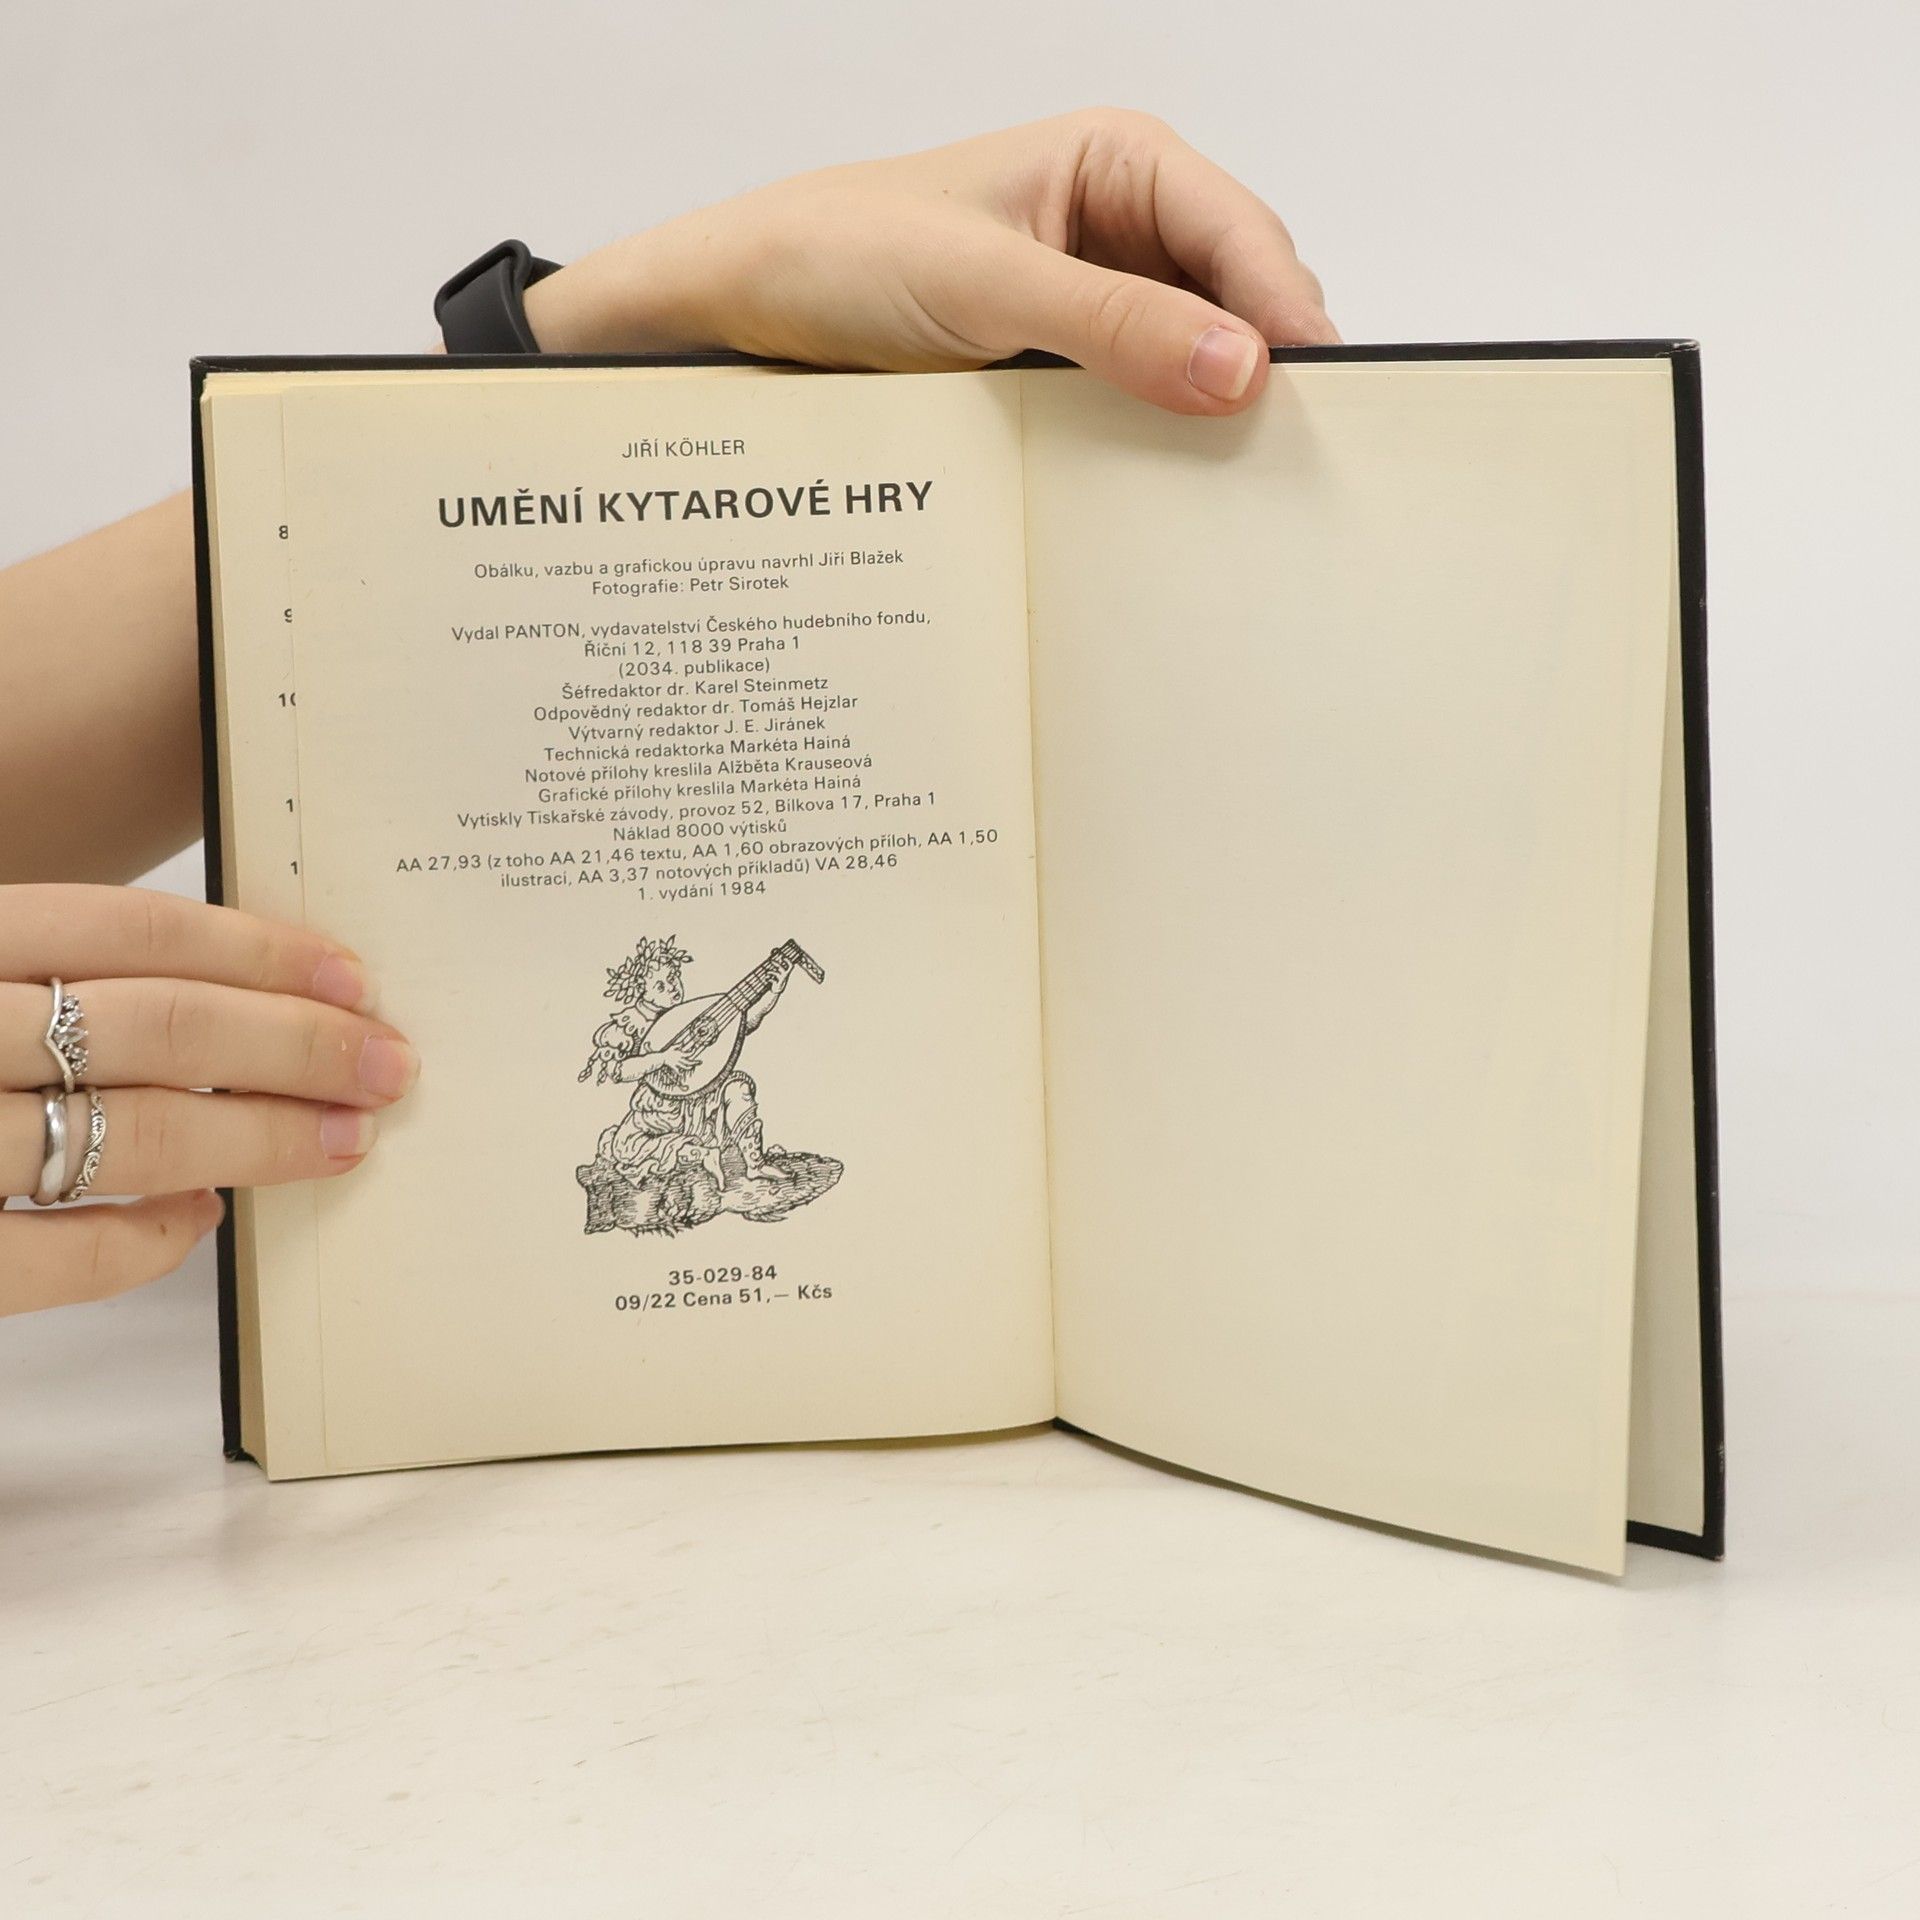 JIŘÍ KÖHLER
UMĚNÍ KYTAROVÉ HRY
Obálku, vazbu a grafickou úpravu navrhl Jiří Blažek
Fotografie: Petr Sirotek
Vydal PANTON, vydavatelství Českého hudebního fondu,
Říční 12, 118 39 Praha 1
(2034. publikace)
Šéfredaktor dr. Karel Steinmetz
Odpovědný redaktor dr. Tomáš Hejzlar
Výtvarný redaktor J. E. Jiránek
Technická redaktorka Markéta Hainá
Notové přílohy kreslila Alžběta Krauseová
Grafické přílohy kreslila Markéta Hainá
Vytiskly Tiskařské závody, provoz 52, Bílkova 17, Praha 1
Náklad 8000 výtisků
AA 27,93 (z toho AA 21,46 textu, AA 1,60 obrazových příloh, AA 1,50
ilustrací, AA 3,37 notových příkladů) VA 28,46
1. vydání 1984
35-029-84
09/22 Cena 51,— Kčs
8
9
10
1
1